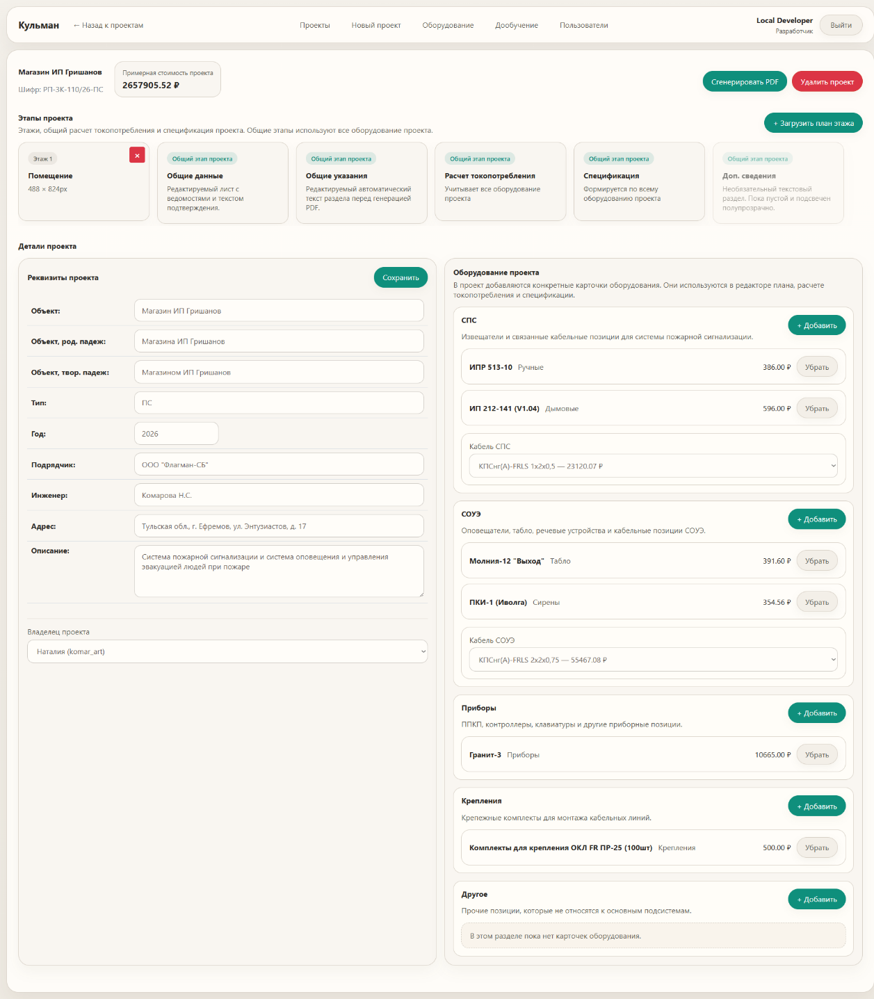 Кульман
← Назад к проектам
Проекты
Новый проект
Оборудование
Дообучение
Пользователи
Local Developer
Разработчик
Выйти
Магазин ИП Гришанов
Шифр: РП-ЗК-110/26-ПС
Примерная стоимость проекта
2657905.52 ₽
Сгенерировать PDF
Удалить проект
Этапы проекта
Этажи, общий расчет токопотребления и спецификация проекта. Общие этапы используют все оборудование проекта.
+ Загрузить план этажа
Этаж 1
×
Помещение
488 × 824px
Общий этап проекта
Общие данные
Редактируемый лист с
ведомостями и текстом
подтверждения.
Общий этап проекта
Общие указания
Редактируемый автоматический
текст раздела перед генерацией
PDF.
Общий этап проекта
Расчет токопотребления
Учитывает все оборудование
проекта
Общий этап проекта
Спецификация
Формируется по всему
оборудованию проекта
Общий этап проекта
Доп. сведения
Необязательный текстовый
раздел. Пока пустой и подсвечен
полупрозрачно.
Детали проекта
Реквизиты проекта
Сохранить
Объект:
Магазин ИП Гришанов
Объект, род. падеж:
Магазина ИП Гришанов
Объект, твор. падеж:
Магазином ИП Гришанов
Тип:
ПС
Год:
2026
Подрядчик:
ООО "Флагман-СБ"
Инженер:
Комарова Н.С.
Адрес:
Тульская обл., г. Ефремов, ул. Энтузиастов, д. 17
Описание:
Система пожарной сигнализации и система оповещения и управления
эвакуацией людей при пожаре
Владелец проекта
Наталия (komar_art)
Оборудование проекта
В проект добавляются конкретные карточки оборудования. Они используются в редакторе плана, расчете
токопотребления и спецификации.
СПС
+ Добавить
Извещатели и связанные кабельные позиции для системы пожарной сигнализации.
ИПР 513-10 Ручные 386.00 ₽ Убрать
ИП 212-141 (V1.04) Дымовые 596.00 ₽ Убрать
Кабель СПС
КПСнг(А)-FRLS 1x2x0,5 — 23120.07 ₽
СОУЭ
+ Добавить
Оповещатели, табло, речевые устройства и кабельные позиции СОУЭ.
Молния-12 "Выход" Табло 391.60 ₽ Убрать
ПКИ-1 (Иволга) Сирены 354.56 ₽ Убрать
Кабель СОУЭ
КПСнг(А)-FRLS 2x2x0,75 — 55467.08 ₽
Приборы
+ Добавить
ППКП, контроллеры, клавиатуры и другие приборные позиции.
Гранит-3 Приборы 10665.00 ₽ Убрать
Крепления
+ Добавить
Крепежные комплекты для монтажа кабельных линий.
Комплекты для крепления ОКЛ FR ПР-25 (100шт) Крепления 500.00 ₽ Убрать
Другое
+ Добавить
Прочие позиции, которые не относятся к основным подсистемам.
В этом разделе пока нет карточек оборудования.